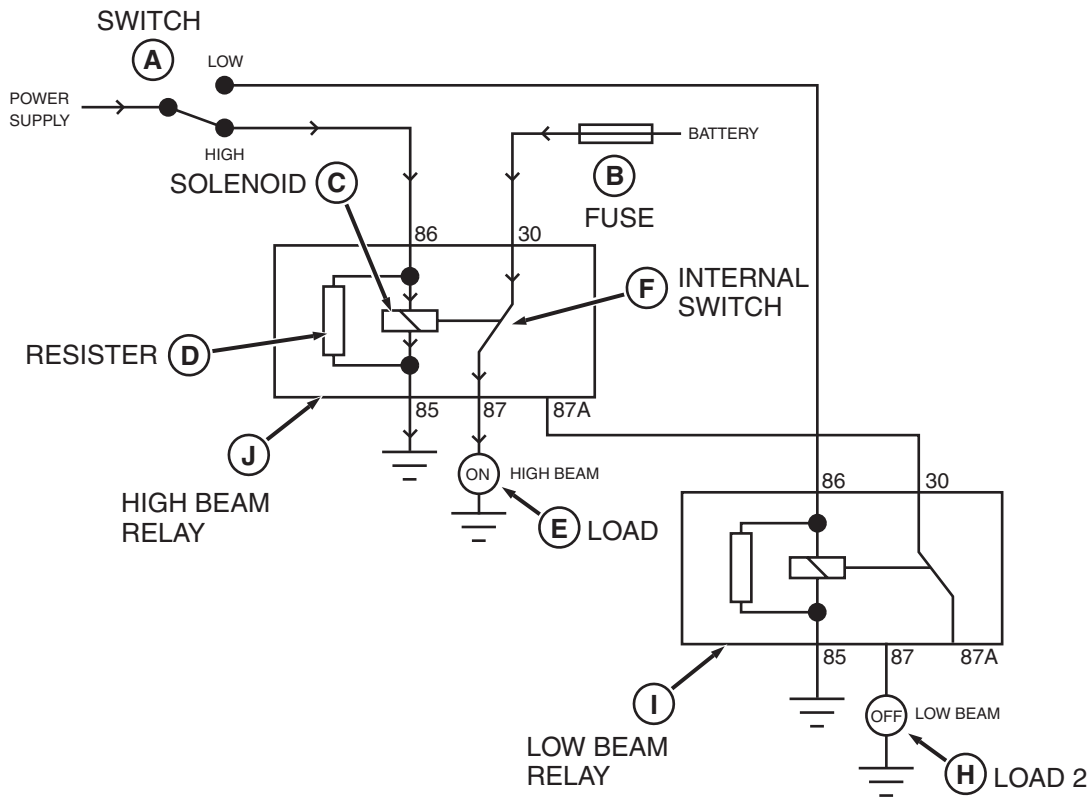 SWITCH
A
LOW
POWER
SUPPLY
HIGH
BATTERY
SOLENOID C
B
FUSE
86
30
F
INTERNAL
SWITCH
RESISTER D
85
87
87A
J
HIGH BEAM
RELAY
ON
HIGH BEAM
E LOAD
86
30
85
87
87A
I
LOW BEAM
RELAY
OFF
LOW BEAM
H LOAD 2